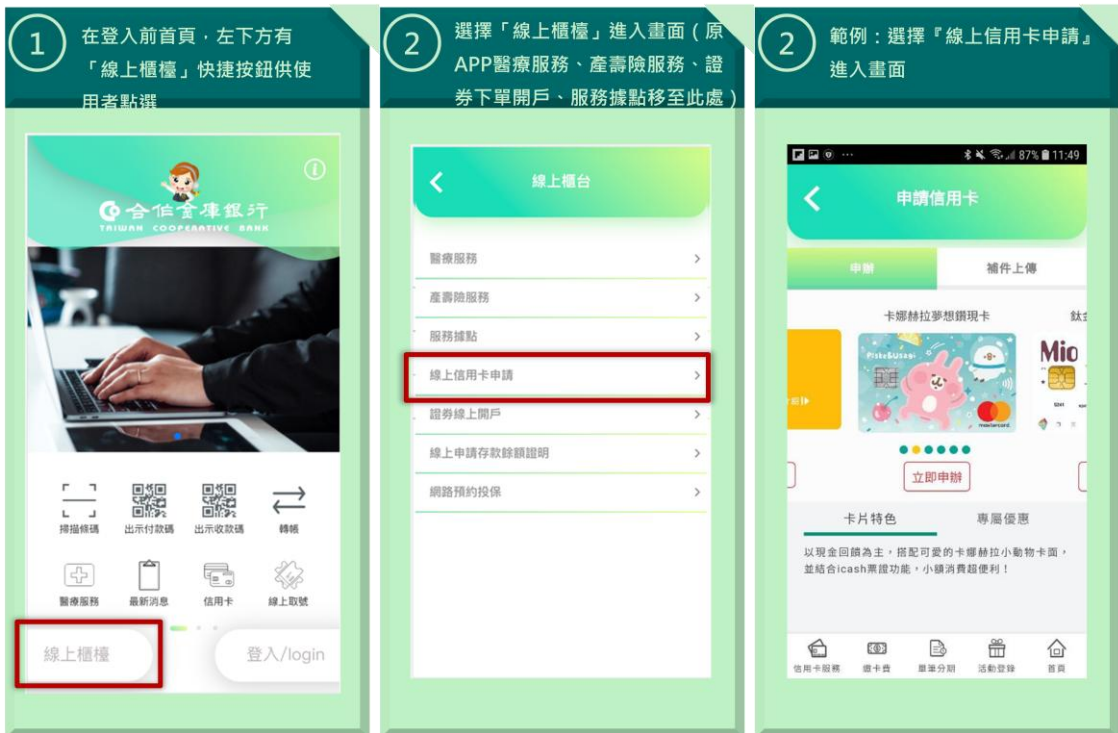 1
在登入前首頁，左下方有
「線上櫃檯」快捷按鈕供使
用者點選
合作金庫銀行
TAIWAN COOPERATIVE BANK
掃描條碼
出示付款碼
出示收款碼
轉帳
醫療服務
最新消息
信用卡
線上取號
線上櫃檯
登入/login
2
選擇「線上櫃檯」進入畫面（原
APP醫療服務、產壽險服務、證
券下單開戶、服務據點移至此處）
線上櫃台
醫療服務
產壽險服務
服務據點
線上信用卡申請
證券線上開戶
線上申請存款餘額證明
網路預約投保
2
範例：選擇『線上信用卡申請』
進入畫面
87% 11:49
申請信用卡
申辦
補件上傳
卡娜赫拉夢想鑽現卡
鈦金
Piske&Usagi
mastercard
Mio
5241
立即申辦
卡片特色
專屬優惠
以現金回饋為主，搭配可愛的卡娜赫拉小動物卡面，
並結合icash票證功能，小額消費超便利！
信用卡服務
繳卡費
單筆分期
活動登錄
首頁